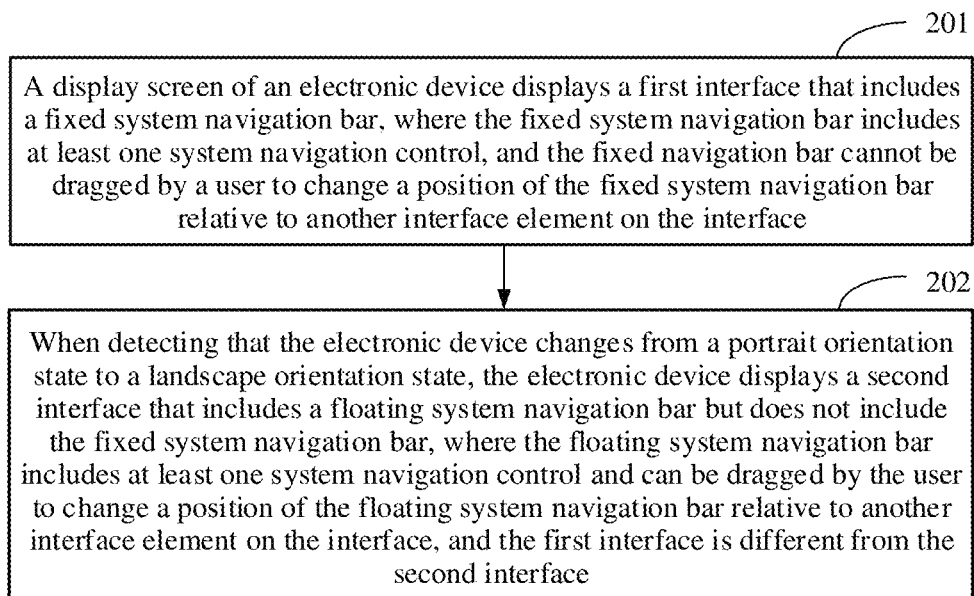 201
A display screen of an electronic device displays a first interface that includes
a fixed system navigation bar, where the fixed system navigation bar includes
at least one system navigation control, and the fixed navigation bar cannot be
dragged by a user to change a position of the fixed system navigation bar
relative to another interface element on the interface
202
When detecting that the electronic device changes from a portrait orientation
state to a landscape orientation state, the electronic device displays a second
interface that includes a floating system navigation bar but does not include
the fixed system navigation bar, where the floating system navigation bar
includes at least one system navigation control and can be dragged by the user
to change a position of the floating system navigation bar relative to another
interface element on the interface, and the first interface is different from the
second interface